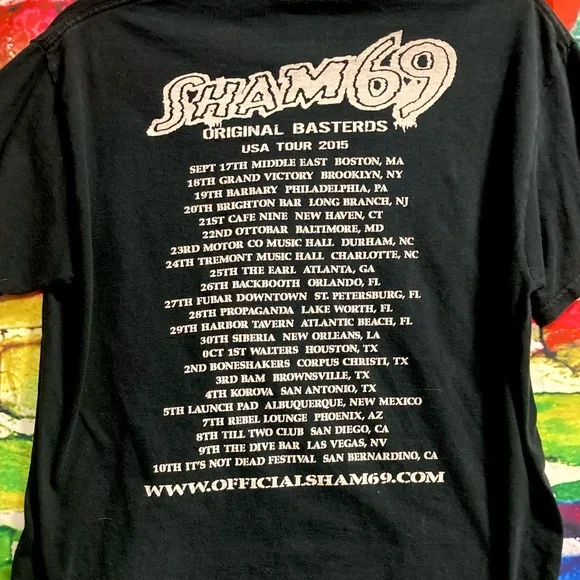 SHAM 69
ORIGINAL BASTERDS
USA TOUR 2015
SEPT 17TH MIDDLE EAST BOSTON, MA
18TH GRAND VICTORY BROOKLYN, NY
19TH BARBARY PHILADELPHIA, PA
20TH BRIGHTON BAR LONG BRANCH, NJ
21ST CAFE NINE NEW HAVEN, CT
22ND OTTOBAR BALTIMORE, MD
23RD MOTOR CO MUSIC HALL DURHAM, NC
24TH TREMONT MUSIC HALL CHARLOTTE, NC
25TH THE EARL ATLANTA, GA
26TH BACKBOOTH ORLANDO, FL
27TH FUBAR DOWNTOWN ST. PETERSBURG, FL
28TH PROPAGANDA LAKE WORTH, FL
29TH HARBOR TAVERN ATLANTIC BEACH, FL
30TH SIBERIA NEW ORLEANS, LA
OCT 1ST WALTERS HOUSTON, TX
2ND BONESHAKERS CORPUS CHRISTI, TX
3RD BAM BROWNSVILLE, TX
4TH KOROVA SAN ANTONIO, TX
5TH LAUNCH PAD ALBUQUERQUE, NEW MEXICO
7TH REBEL LOUNGE PHOENIX, AZ
8TH TILL TWO CLUB SAN DIEGO, CA
9TH THE DIVE BAR LAS VEGAS, NV
10TH IT'S NOT DEAD FESTIVAL SAN BERNARDINO, CA
WWW.OFFICIALSHAM69.COM